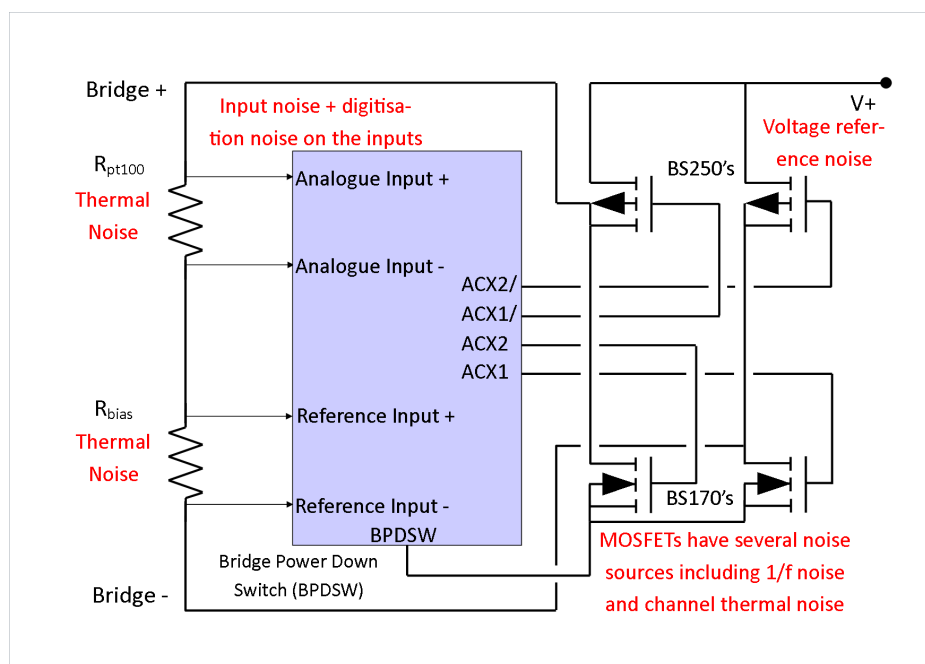 Bridge +
Input noise + digitisa-
tion noise on the inputs
V+
Voltage refer-
ence noise
Rpt100
Thermal
Noise
Analogue Input +
BS250's
Analogue Input -
ACX2/
ACX1/
ACX2
ACX1
Rbias
Thermal
Noise
Reference Input +
Reference Input -
BS170's
BPDSW
Bridge Power Down
Switch (BPDSW)
MOSFETs have several noise
sources including 1/f noise
and channel thermal noise
Bridge -